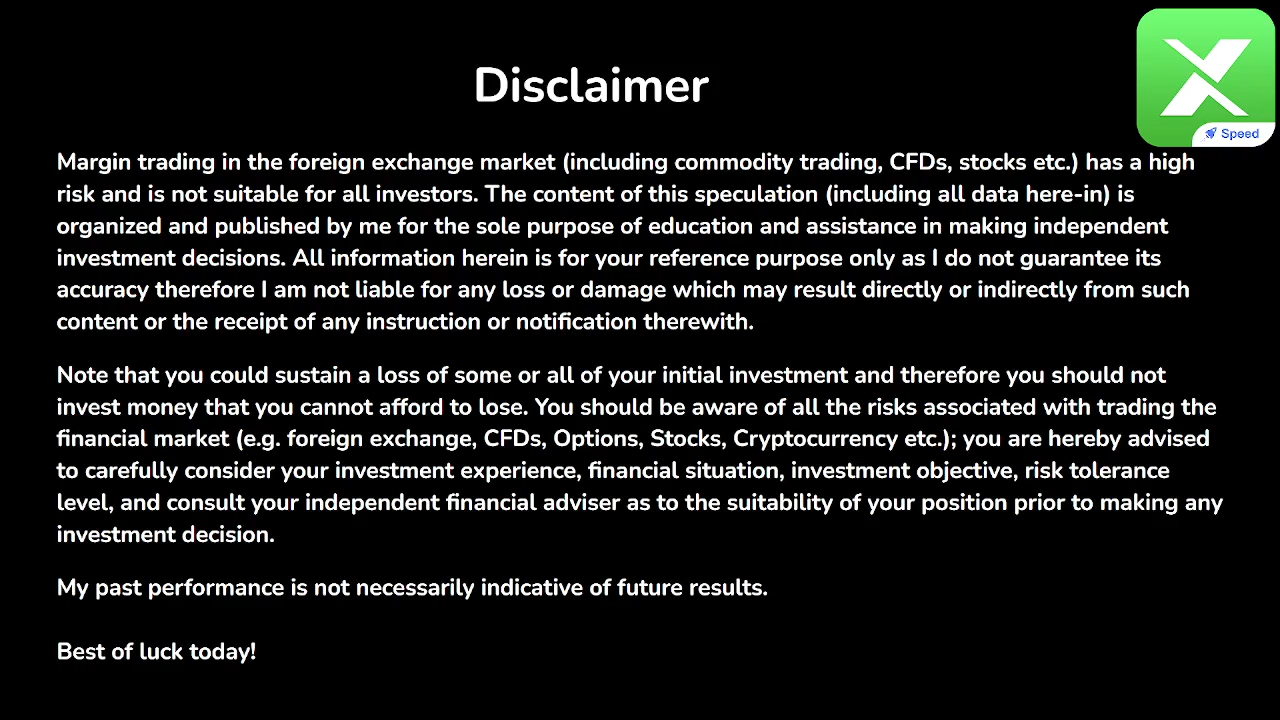 Disclaimer
Speed
Margin trading in the foreign exchange market (including commodity trading, CFDs, stocks etc.) has a high
risk and is not suitable for all investors. The content of this speculation (including all data here-in) is
organized and published by me for the sole purpose of education and assistance in making independent
investment decisions. All information herein is for your reference purpose only as I do not guarantee its
accuracy therefore I am not liable for any loss or damage which may result directly or indirectly from such
content or the receipt of any instruction or notification therewith.
Note that you could sustain a loss of some or all of your initial investment and therefore you should not
invest money that you cannot afford to lose. You should be aware of all the risks associated with trading the
financial market (e.g. foreign exchange, CFDs, Options, Stocks, Cryptocurrency etc.); you are hereby advised
to carefully consider your investment experience, financial situation, investment objective, risk tolerance
level, and consult your independent financial adviser as to the suitability of your position prior to making any
investment decision.
My past performance is not necessarily indicative of future results.
Best of luck today!